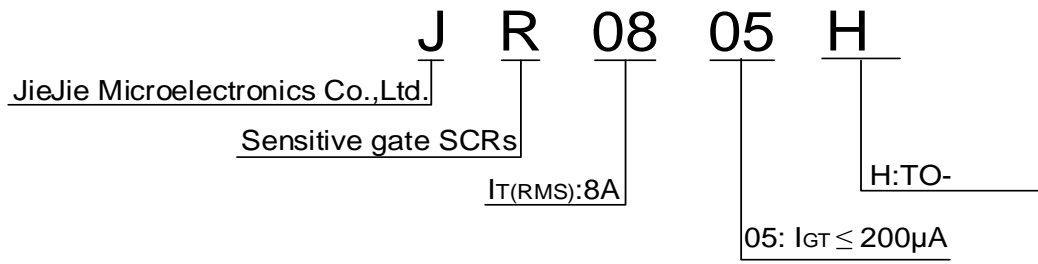 J R 08 05 H
JieJie Microelectronics Co.,Ltd.
Sensitive gate SCRs
IT(RMS):8A
H:TO-
05: IGT ≤ 200μA